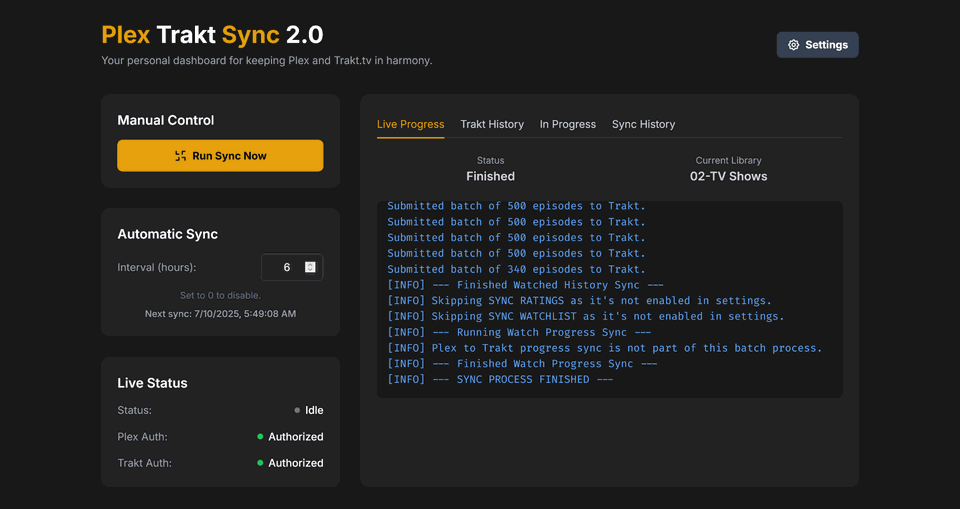 Plex Trakt Sync 2.0
Your personal dashboard for keeping Plex and Trakt.tv in harmony.
Settings
Manual Control
Run Sync Now
Automatic Sync
Interval (hours):
6
Set to 0 to disable.
Next sync: 7/10/2025, 5:49:08 AM
Live Status
Status:
Idle
Plex Auth:
Authorized
Trakt Auth:
Authorized
Live Progress
Trakt History
In Progress
Sync History
Status
Finished
Current Library
02-TV Shows
Submitted batch of 500 episodes to Trakt.
Submitted batch of 500 episodes to Trakt.
Submitted batch of 500 episodes to Trakt.
Submitted batch of 500 episodes to Trakt.
Submitted batch of 340 episodes to Trakt.
[INFO] --- Finished Watched History Sync ---
[INFO] Skipping SYNC RATINGS as it's not enabled in settings.
[INFO] Skipping SYNC WATCHLIST as it's not enabled in settings.
[INFO] --- Running Watch Progress Sync ---
[INFO] Plex to Trakt progress sync is not part of this batch process.
[INFO] --- Finished Watch Progress Sync ---
[INFO] --- SYNC PROCESS FINISHED ---